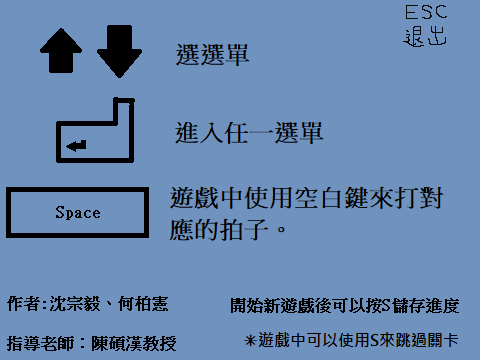 ESC
退出
選選單
進入任一選單
Space
遊戲中使用空白鍵來打對
應的拍子。
作者:沈宗毅、何柏憲
開始新遊戲後可以按S儲存進度
指導老師：陳碩漢教授
*遊戲中可以使用S來跳過關卡